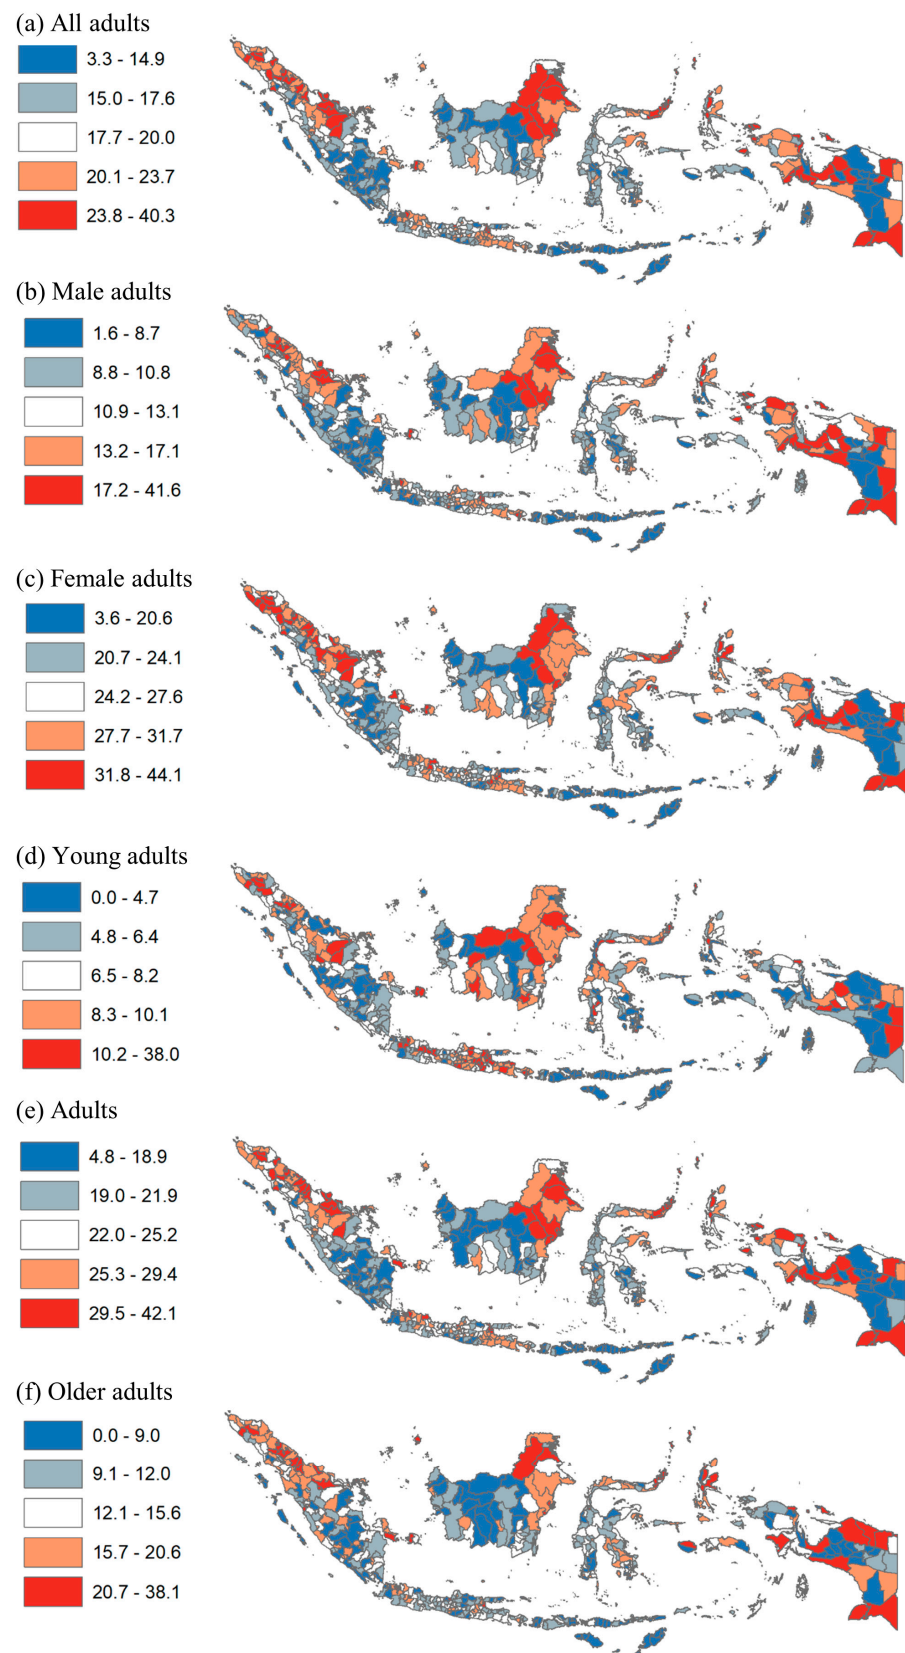 (a) All adults
3.3 - 14.9
15.0 - 17.6
17.7 - 20.0
20.1 - 23.7
23.8 - 40.3
(b) Male adults
1.6 - 8.7
8.8 - 10.8
10.9 - 13.1
13.2 - 17.1
17.2 - 41.6
(c) Female adults
3.6 - 20.6
20.7 - 24.1
24.2 - 27.6
27.7 - 31.7
31.8 - 44.1
(d) Young adults
0.0 - 4.7
4.8 - 6.4
6.5 - 8.2
8.3 - 10.1
10.2 - 38.0
(e) Adults
4.8 - 18.9
19.0 - 21.9
22.0 - 25.2
25.3 - 29.4
29.5 - 42.1
(f) Older adults
0.0 - 9.0
9.1 - 12.0
12.1 - 15.6
15.7 - 20.6
20.7 - 38.1